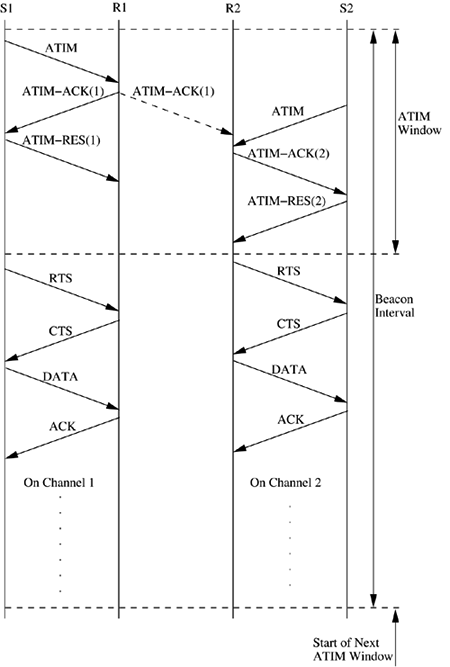 S1 R1 R2 S2
ATIM
ATIM-ACK(1) ATIM-ACK(1)
ATIM
ATIM
Window
ATIM-RES(1)
ATIM-ACK(2)
ATIM-RES(2)
RTS RTS
Beacon
Interval
CTS CTS
DATA DATA
ACK ACK
On Channel 1 On Channel 2
Start of Next
ATIM Window